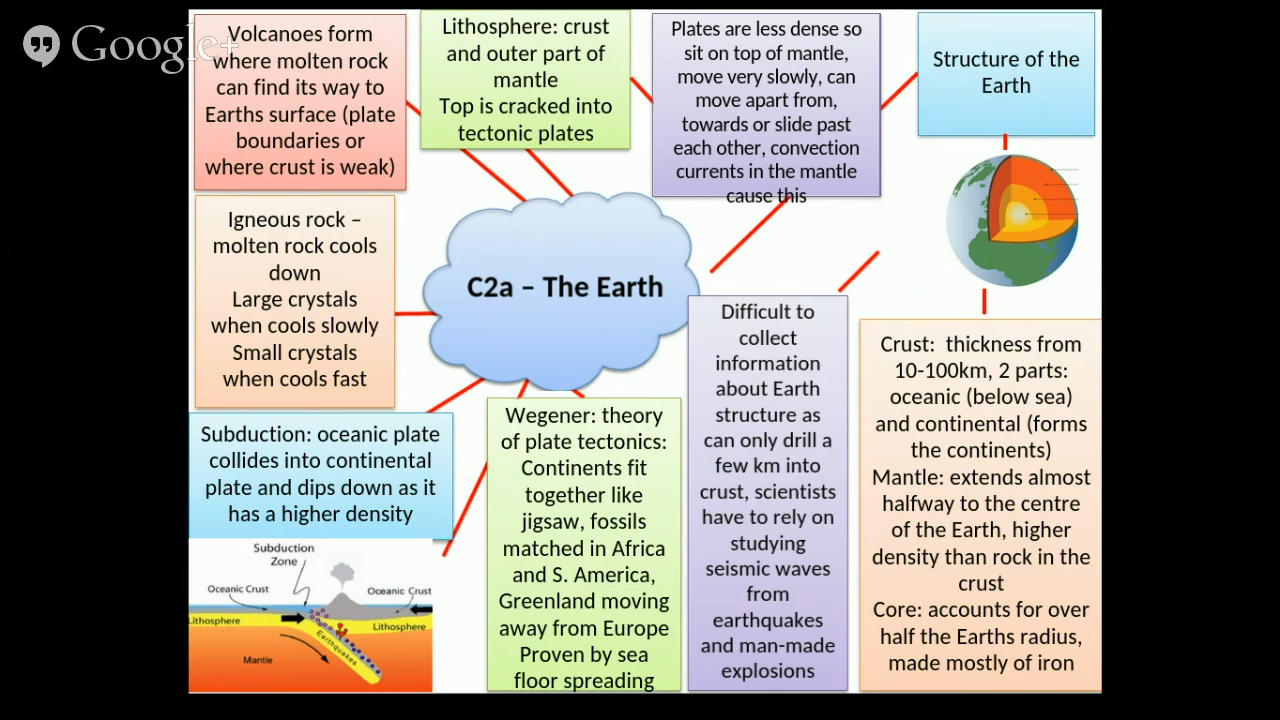 Google+
Volcanoes form
where molten rock
can find its way to
Earths surface (plate
boundaries or
where crust is weak)
Lithosphere: crust
and outer part of
mantle
Top is cracked into
tectonic plates
Plates are less dense so
sit on top of mantle,
move very slowly, can
move apart from,
towards or slide past
each other, convection
currents in the mantle
cause this
Structure of the
Earth
Igneous rock –
molten rock cools
down
Large crystals
when cools slowly
Small crystals
when cools fast
C2a – The Earth
Subduction: oceanic plate
collides into continental
plate and dips down as it
has a higher density
Subduction
Zone
Oceanic Crust
Oceanic Crust
Lithosphere
Lithosphere
Earthquakes
Mantle
Wegener: theory
of plate tectonics:
Continents fit
together like
jigsaw, fossils
matched in Africa
and S. America,
Greenland moving
away from Europe
Proven by sea
floor spreading
Difficult to
collect
information
about Earth
structure as
can only drill a
few km into
crust, scientists
have to rely on
studying
seismic waves
from
earthquakes
and man-made
explosions
Crust:  thickness from
10-100km, 2 parts:
oceanic (below sea)
and continental (forms
the continents)
Mantle: extends almost
halfway to the centre
of the Earth, higher
density than rock in the
crust
Core: accounts for over
half the Earths radius,
made mostly of iron